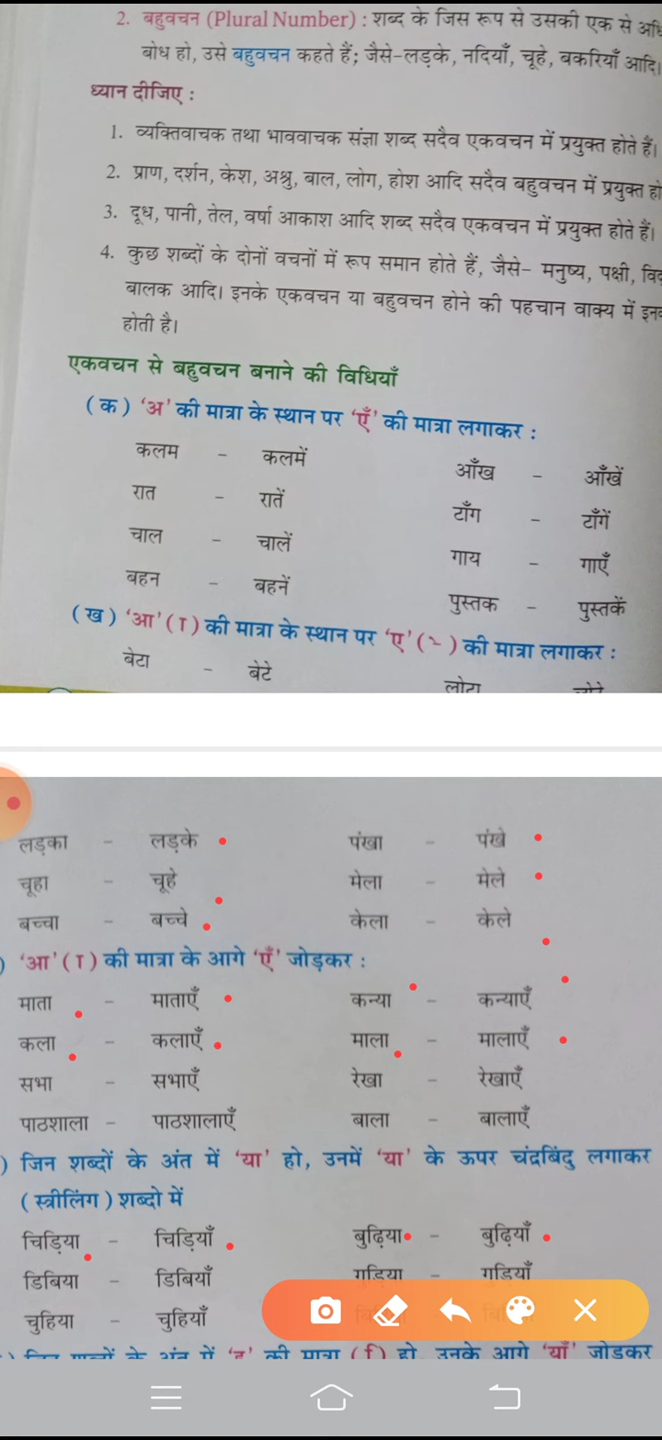 2. बहुवचन (Plural Number) : शब्द के जिस रूप से उसकी एक से
बोध हो, उसे बहुवचन कहते हैं; जैसे-लड़के, नदियाँ, चूहे, बकरियाँ आदि।
ध्यान दीजिए :
1. व्यक्तिवाचक तथा भाववाचक संज्ञा शब्द सदैव एकवचन में प्रयुक्त होते हैं।
2. प्राण, दर्शन, केश, अश्रु, बाल, लोग, होश आदि सदैव बहुवचन में प्रयुक्त
3. दूध, पानी, तेल, वर्षा आकाश आदि शब्द सदैव एकवचन में प्रयुक्त होते हैं।
4. कुछ शब्दों के दोनों वचनों में रूप समान होते हैं, जैसे- मनुष्य, पक्षी,
बालक आदि। इनके एकवचन या बहुवचन होने की पहचान वाक्य में
होती है।
एकवचन से बहुवचन बनाने की विधियाँ
(क) 'अ' की मात्रा के स्थान पर 'एँ' की मात्रा लगाकर :
कलम - कलमें आँख - आँखें
रात - रातें टाँग - टाँगें
चाल - चालें गाय - गाएँ
बहन - बहनें पुस्तक - पुस्तकें
(ख) 'आ' (ा) की मात्रा के स्थान पर 'ए' (े) की मात्रा लगाकर :
बेटा - बेटे लोटा
लड़का - लड़के पंखा - पंखे
चूहा - चूहे मेला - मेले
बच्चा - बच्चे केला - केले
) 'आ' (ा) की मात्रा के आगे 'एँ' जोड़कर :
माता - माताएँ कन्या - कन्याएँ
कला - कलाएँ माला - मालाएँ
सभा - सभाएँ रेखा - रेखाएँ
पाठशाला - पाठशालाएँ बाला - बालाएँ
) जिन शब्दों के अंत में 'या' हो, उनमें 'या' के ऊपर चंद्रबिंदु लगाकर
(स्त्रीलिंग) शब्दो में
चिड़िया - चिड़ियाँ बुढ़िया - बुढ़ियाँ
डिबिया - डिबियाँ गुडिया - गुडियाँ
चुहिया - चुहियाँ
के अंत में 'इ' की मात्रा (ि) हो उनके आगे 'याँ' जोड़कर